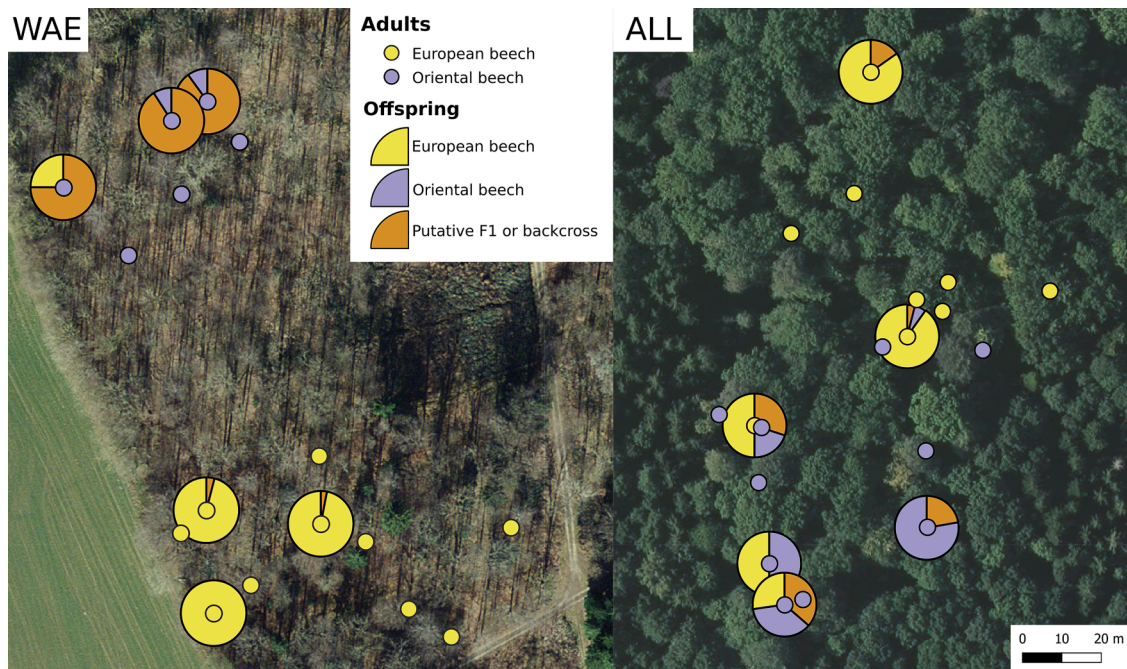 WAE
Adults
European beech
Oriental beech
Offspring
European beech
Oriental beech
Putative F1 or backcross
ALL
0 10 20 m